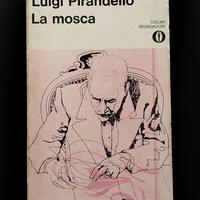 Luigi Pirandello
La mosca
OSCAR
MONDADORI